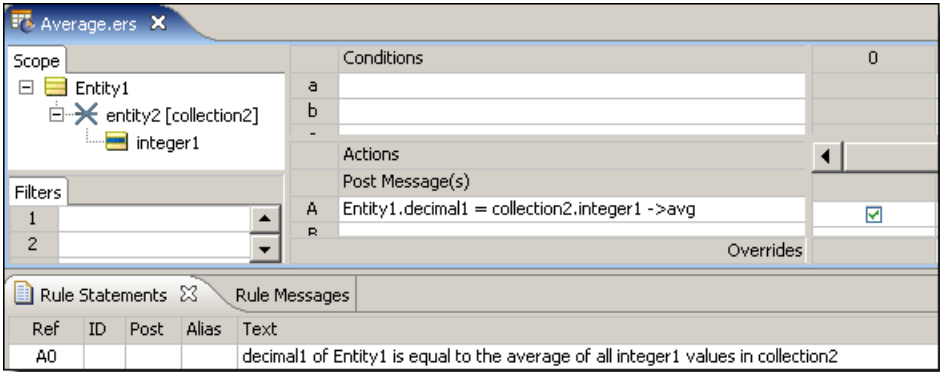 Average.ers
Scope
Entity1
entity2 [collection2]
integer1
Filters
1
2
Conditions 0
a
b
Actions
Post Message(s)
A Entity1.decimal1 = collection2.integer1 ->avg
Overrides
Rule Statements Rule Messages
Ref ID Post Alias Text
A0 decimal1 of Entity1 is equal to the average of all integer1 values in collection2